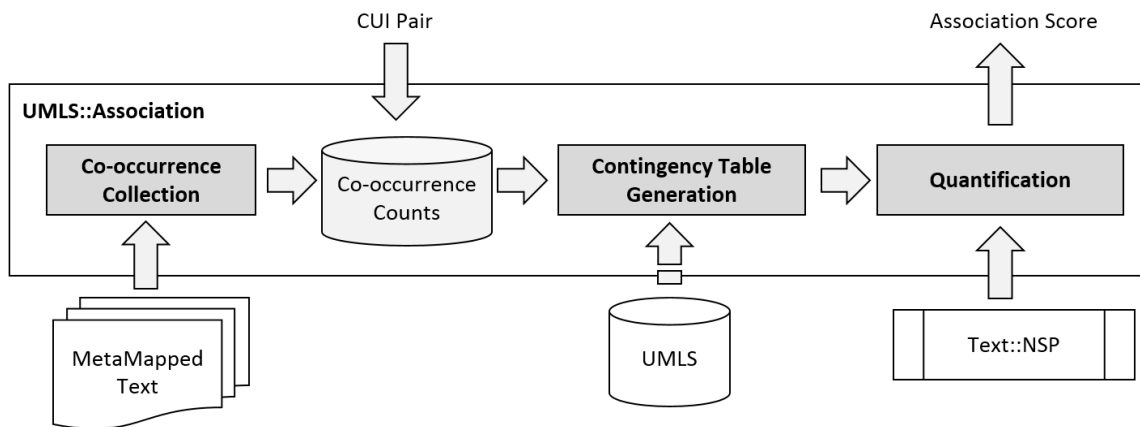 CUI Pair
Association Score
UMLS::Association
Co-occurrence
Collection
Co-occurrence
Counts
Contingency Table
Generation
Quantification
MetaMapped
Text
UMLS
Text::NSP